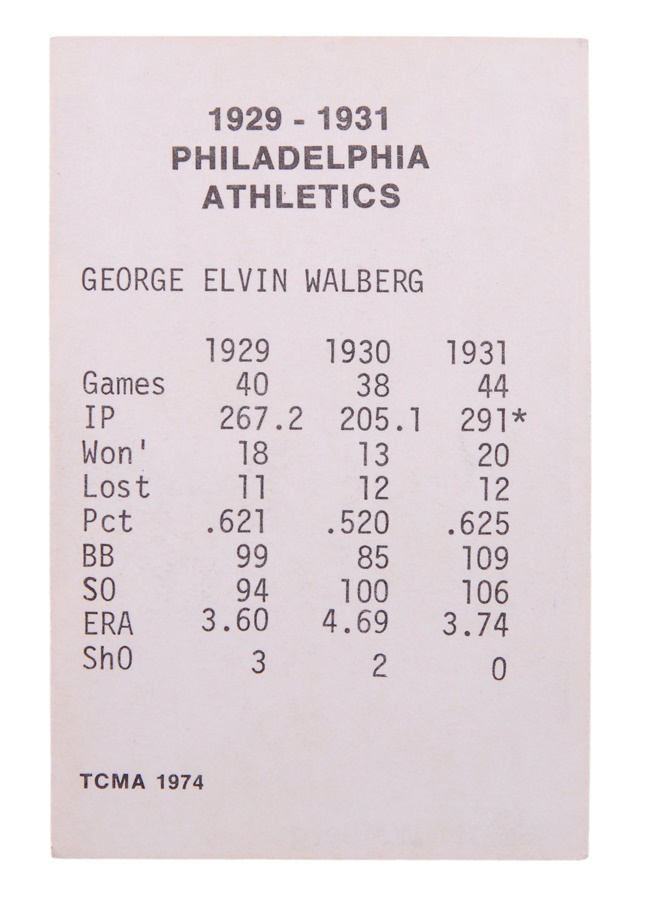 1929 - 1931
PHILADELPHIA
ATHLETICS
GEORGE ELVIN WALBERG
1929 1930 1931
Games 40 38 44
IP 267.2 205.1 291*
Won' 18 13 20
Lost 11 12 12
Pct .621 .520 .625
BB 99 85 109
SO 94 100 106
ERA 3.60 4.69 3.74
ShO 3 2 0
TCMA 1974